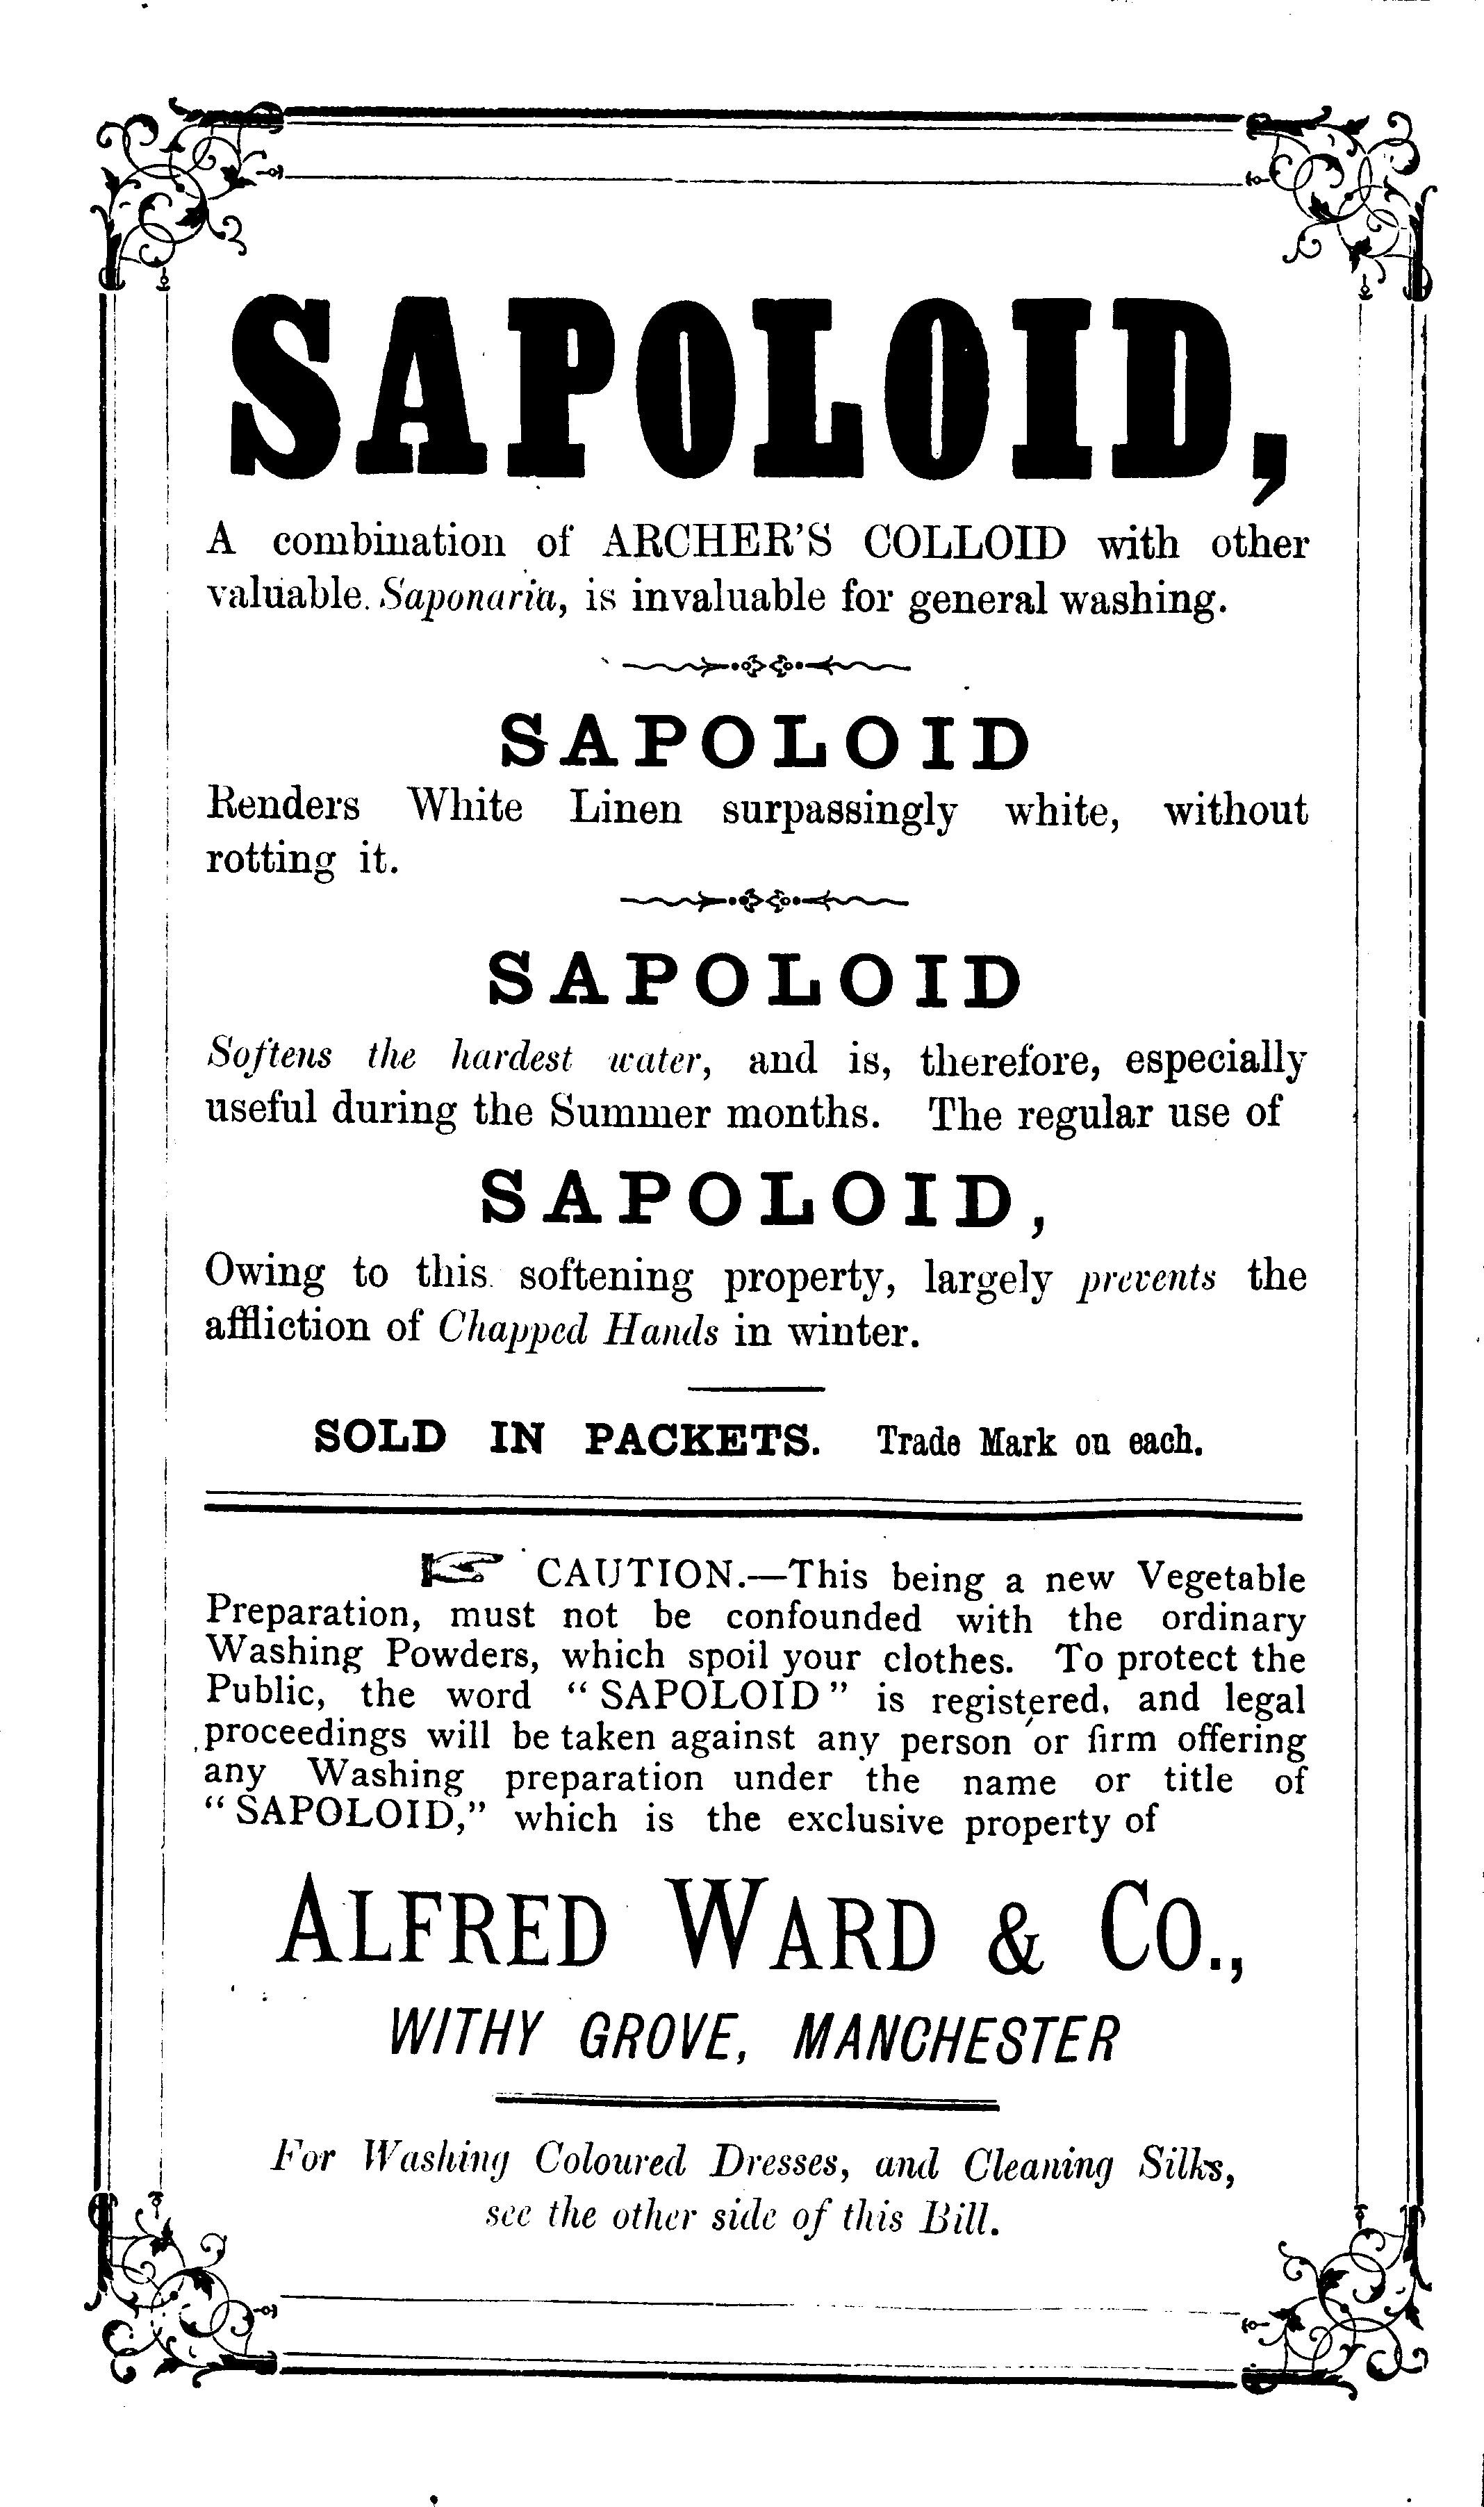 SAPOLOID,
A combination of ARCHER'S COLLOID with other
valuable Saponaria, is invaluable for general washing.
SAPOLOID
Renders White Linen surpassingly white, without
rotting it.
SAPOLOID
Softens the hardest water, and is, therefore, especially
useful during the Summer months. The regular use of
SAPOLOID,
Owing to this softening property, largely prevents the
affliction of Chapped Hands in winter.
SOLD IN PACKETS. Trade Mark on each.
☞ CAUTION.—This being a new Vegetable
Preparation, must not be confounded with the ordinary
Washing Powders, which spoil your clothes. To protect the
Public, the word "SAPOLOID" is registered, and legal
proceedings will be taken against any person or firm offering
any Washing preparation under the name or title of
"SAPOLOID," which is the exclusive property of
ALFRED WARD & CO.,
WITHY GROVE, MANCHESTER
For Washing Coloured Dresses, and Cleaning Silks,
see the other side of this Bill.